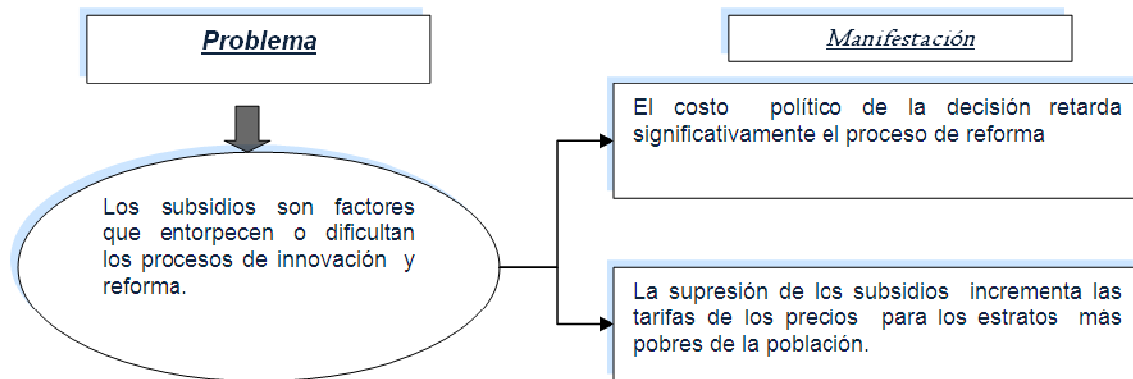 Problema
Los subsidios son factores
que entorpecen o dificultan
los procesos de innovación y
reforma.
Manifestación
El costo político de la decisión retarda
significativamente el proceso de reforma
La supresión de los subsidios incrementa las
tarifas de los precios para los estratos más
pobres de la población.